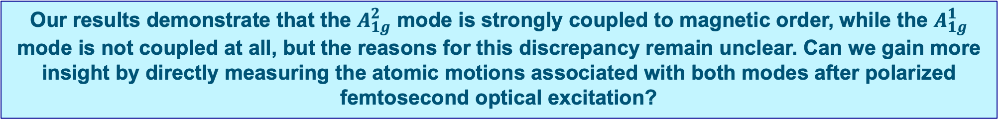 Our results demonstrate that the $A_{1g}^{2}$ mode is strongly coupled to magnetic order, while the $A_{1g}^{1}$
mode is not coupled at all, but the reasons for this discrepancy remain unclear. Can we gain more
insight by directly measuring the atomic motions associated with both modes after polarized
femtosecond optical excitation?